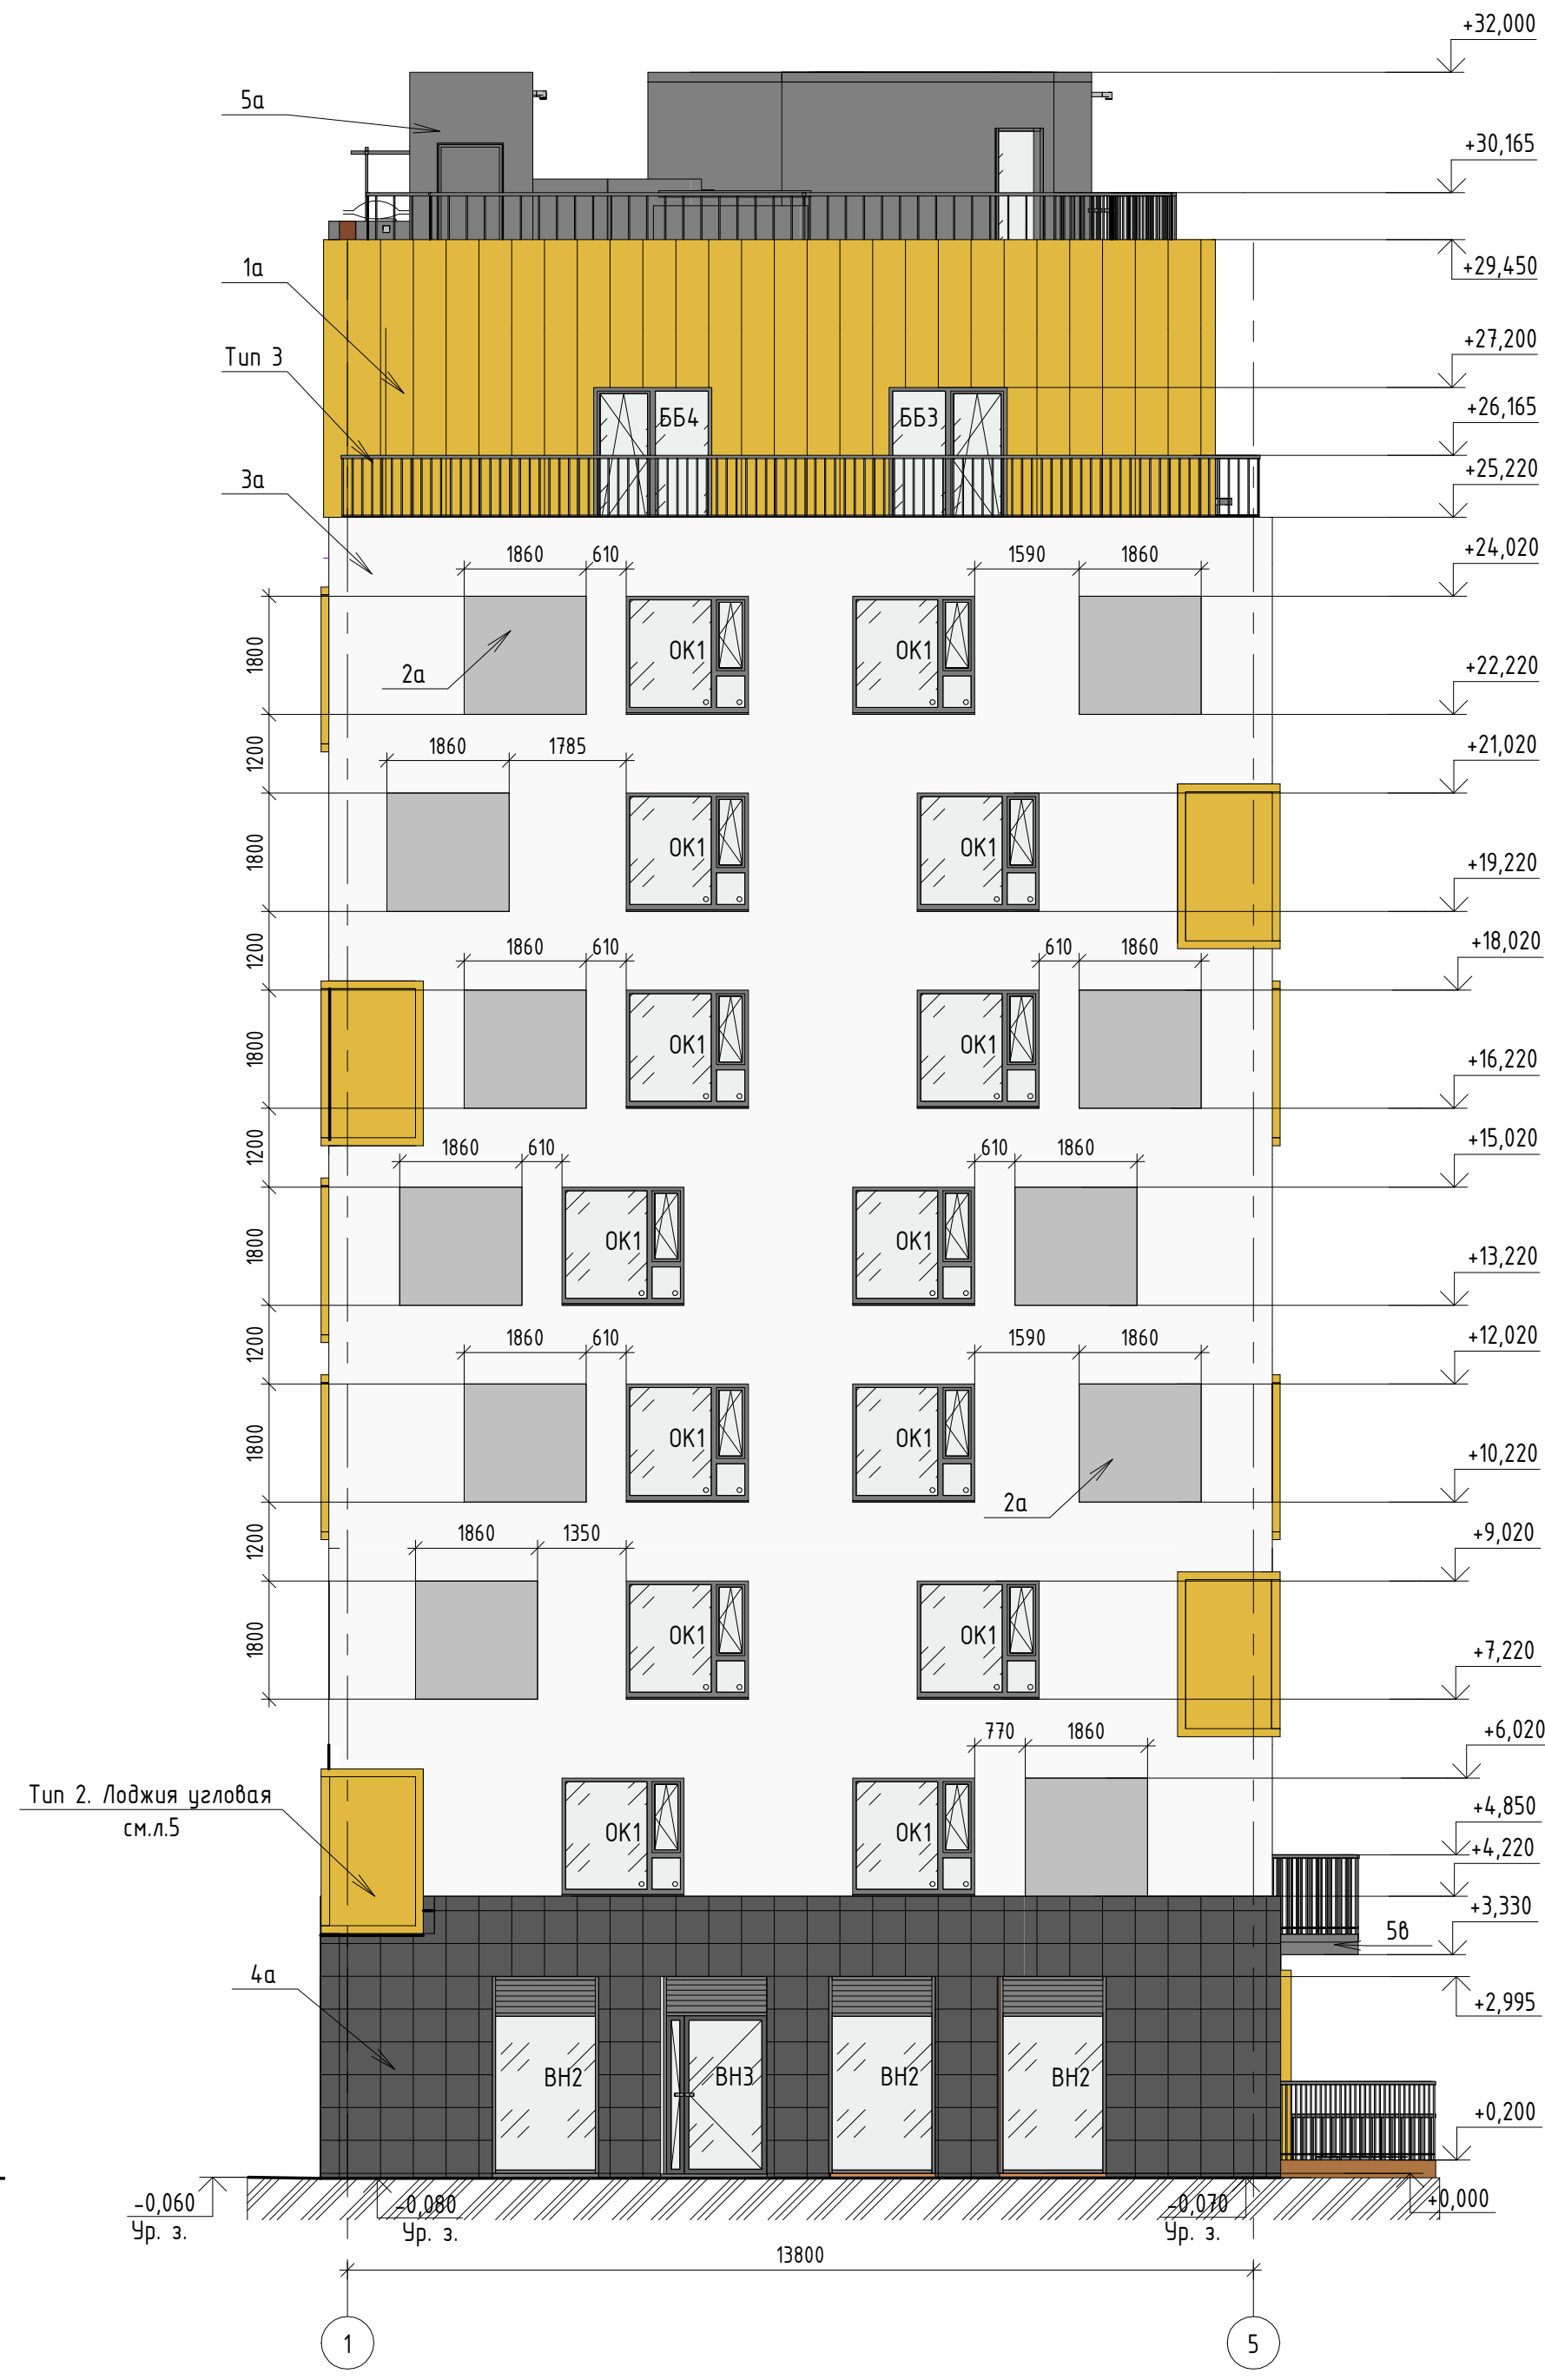 +32,000
5а
+30,165
1а
+29,450
+27,200
Тип 3
+26,165
ББ4
ББ3
3а
+25,220
1860
610
1590
1860
+24,020
1800
ОК1
ОК1
2а
+22,220
1200
1860
1785
+21,020
1800
ОК1
ОК1
+19,220
1200
1860
610
610
1860
+18,020
1800
ОК1
ОК1
+16,220
1200
1860
610
610
1860
+15,020
1800
ОК1
ОК1
+13,220
1200
1860
610
1590
1860
+12,020
1800
ОК1
ОК1
+10,220
2а
1200
1860
1350
+9,020
1800
ОК1
ОК1
+7,220
770
1860
+6,020
Тип 2. Лоджия угловая
см.л.5
+4,850
ОК1
ОК1
+4,220
+3,330
5в
4а
+2,995
ВН2
ВН3
ВН2
ВН2
+0,200
-0,060
Ур. з.
-0,080
Ур. з.
-0,070
Ур. з.
+0,000
13800
1
5